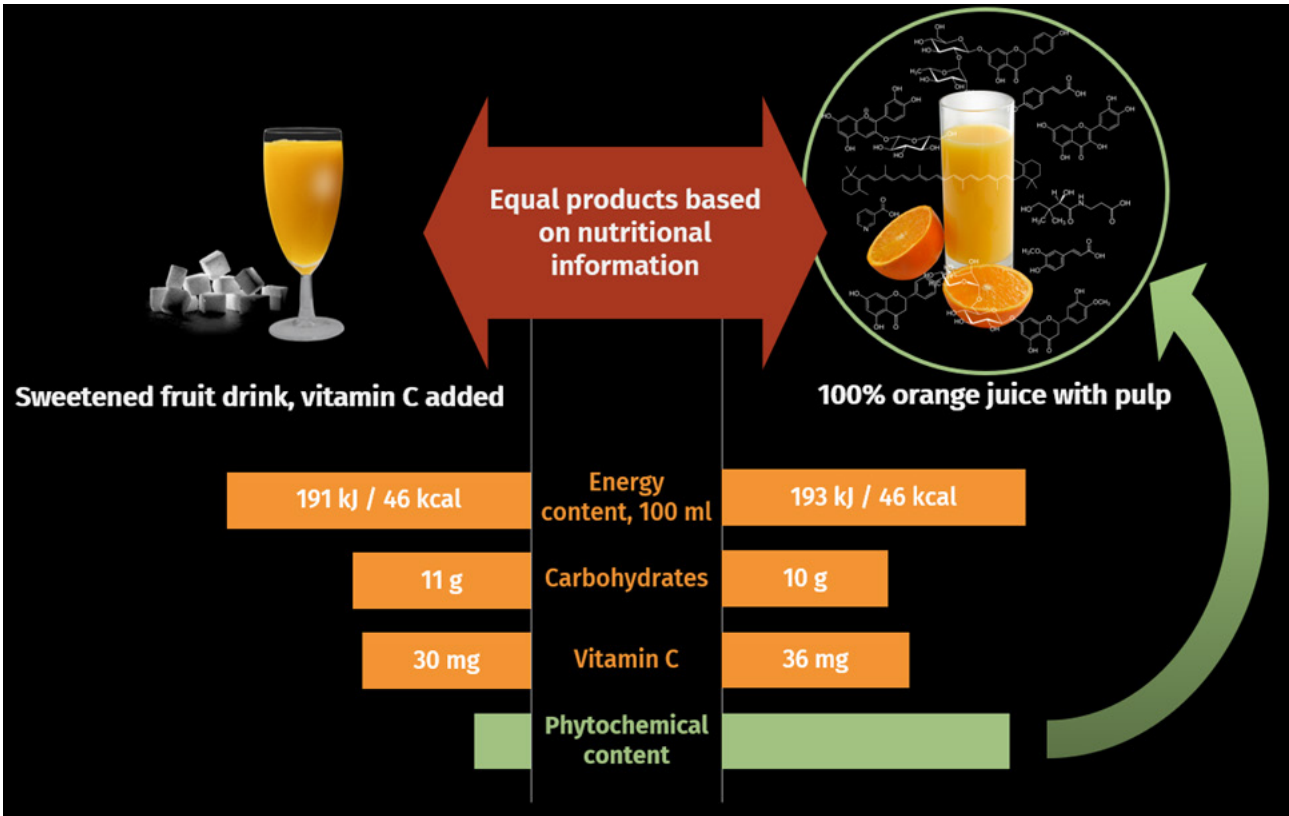 Equal products based
on nutritional
information
Sweetened fruit drink, vitamin C added
100% orange juice with pulp
191 kJ / 46 kcal
Energy
content, 100 ml
193 kJ / 46 kcal
11 g
Carbohydrates
10 g
30 mg
Vitamin C
36 mg
Phytochemical
content